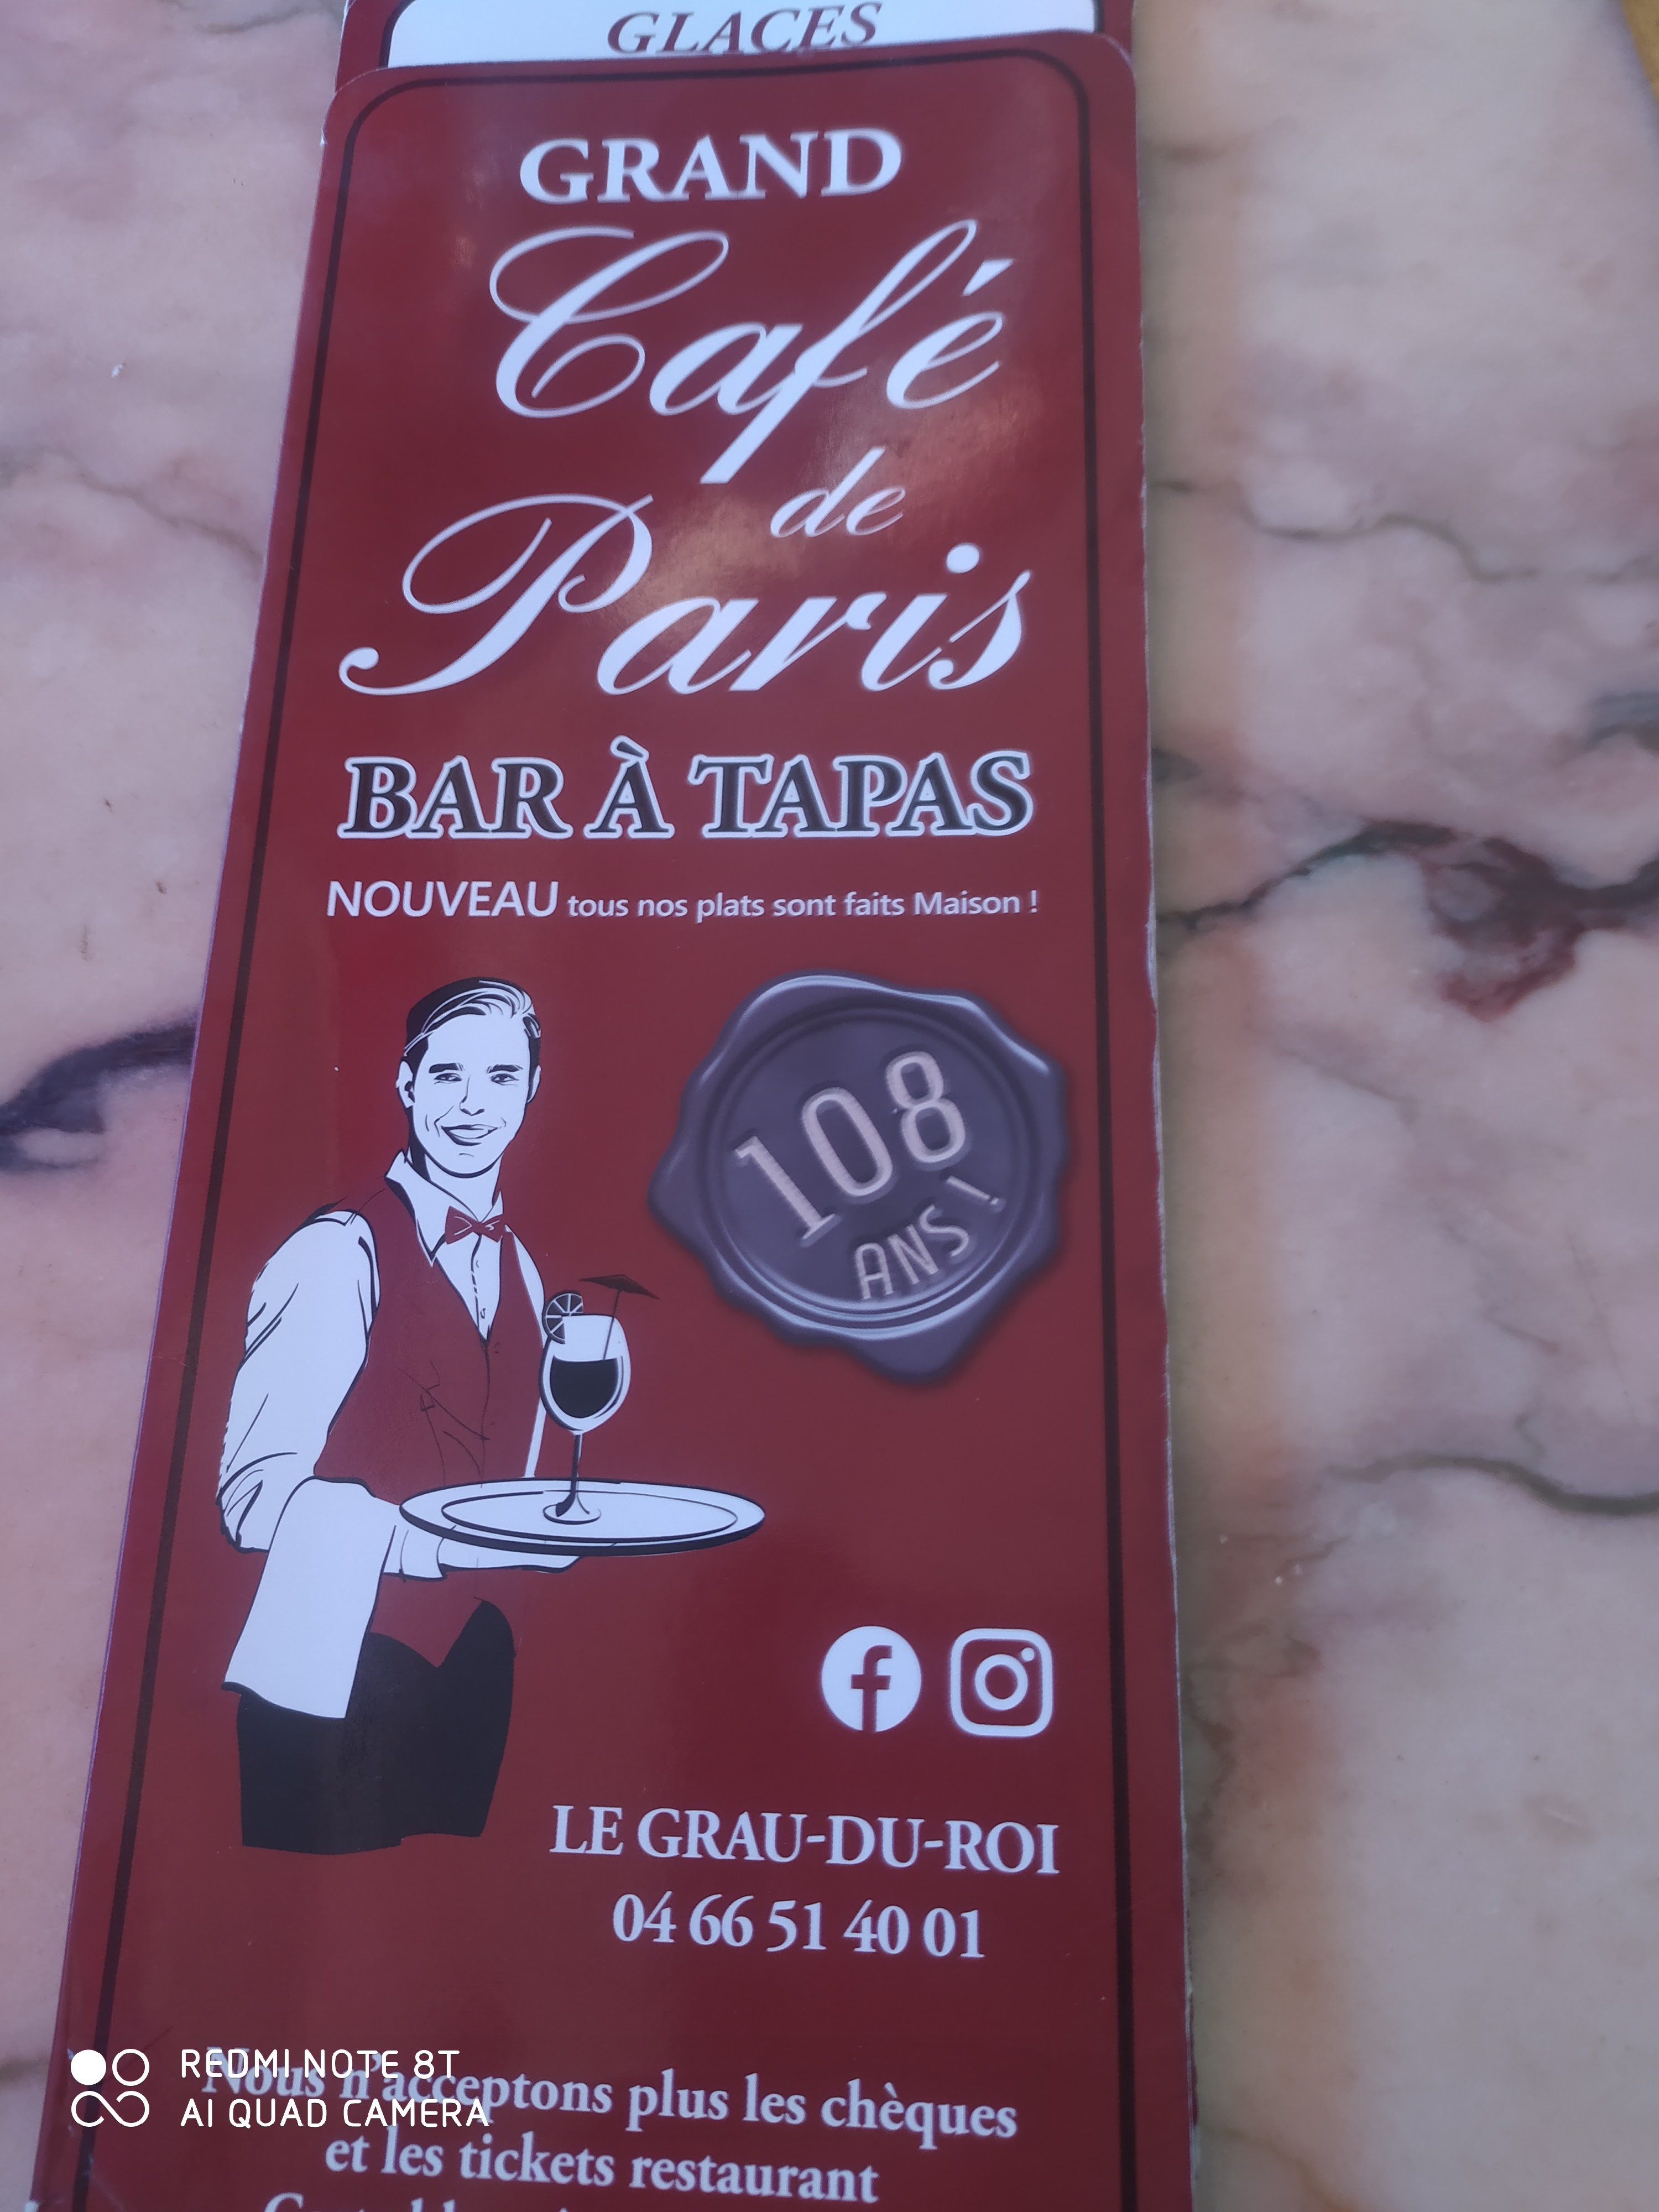 GLACES
GRAND
Café
de
Paris
BAR À TAPAS
NOUVEAU tous nos plats sont faits Maison !
108
ANS !
LE GRAU-DU-ROI
04 66 51 40 01
Nous n'acceptons plus les chèques
et les tickets restaurant
REDMI NOTE 8T
AI QUAD CAMERA